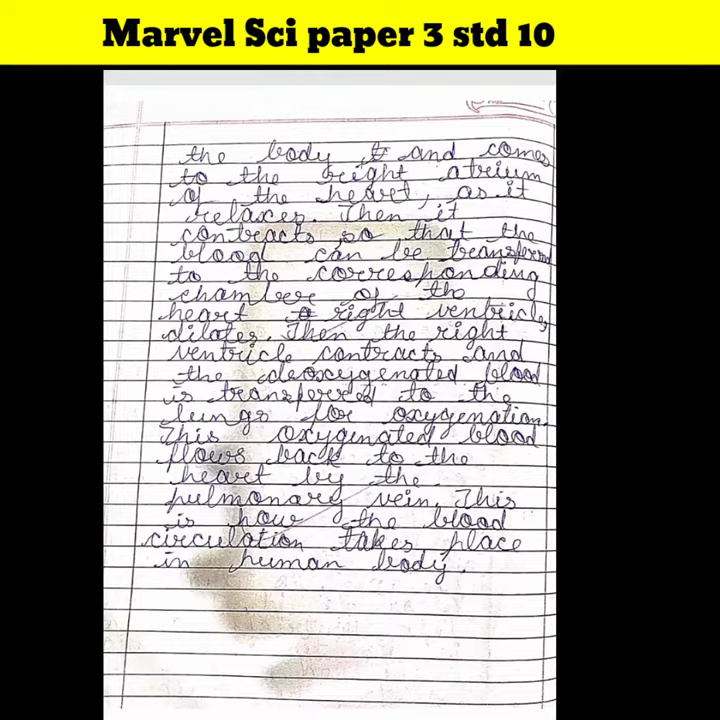 Marvel Sci paper 3 std 10
the body and comes
to the right atrium
of the heart, as it
relaxes. Then it
contracts, so that the
blood can be transferred
to the corresponding
chamber of the
heart right ventricle,
dilates. Then the right
ventricle contracts and
the deoxygenated blood
is transferred to the
lungs for oxygenation.
This oxyginated blood
flows back to the
heart by the
pulmonary vein. This
is how the blood
circulation takes place
in human body.